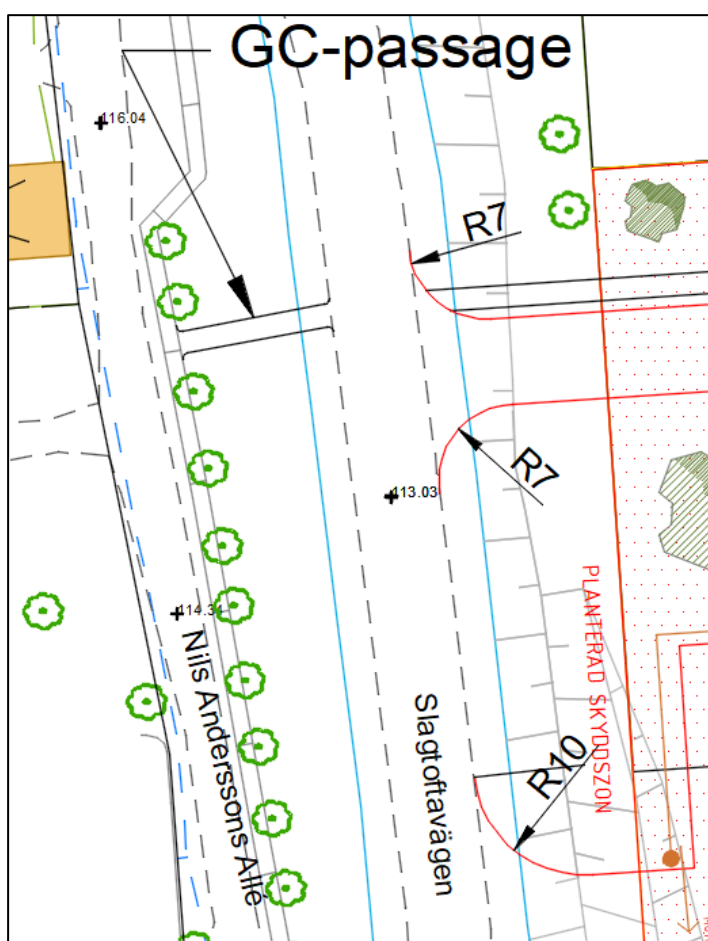 GC-passage
116.04
R7
R7
113.03
114.34
PLANTERAD SKYDDSZON
Nils Anderssons Allé
Slagtoftavägen
R10